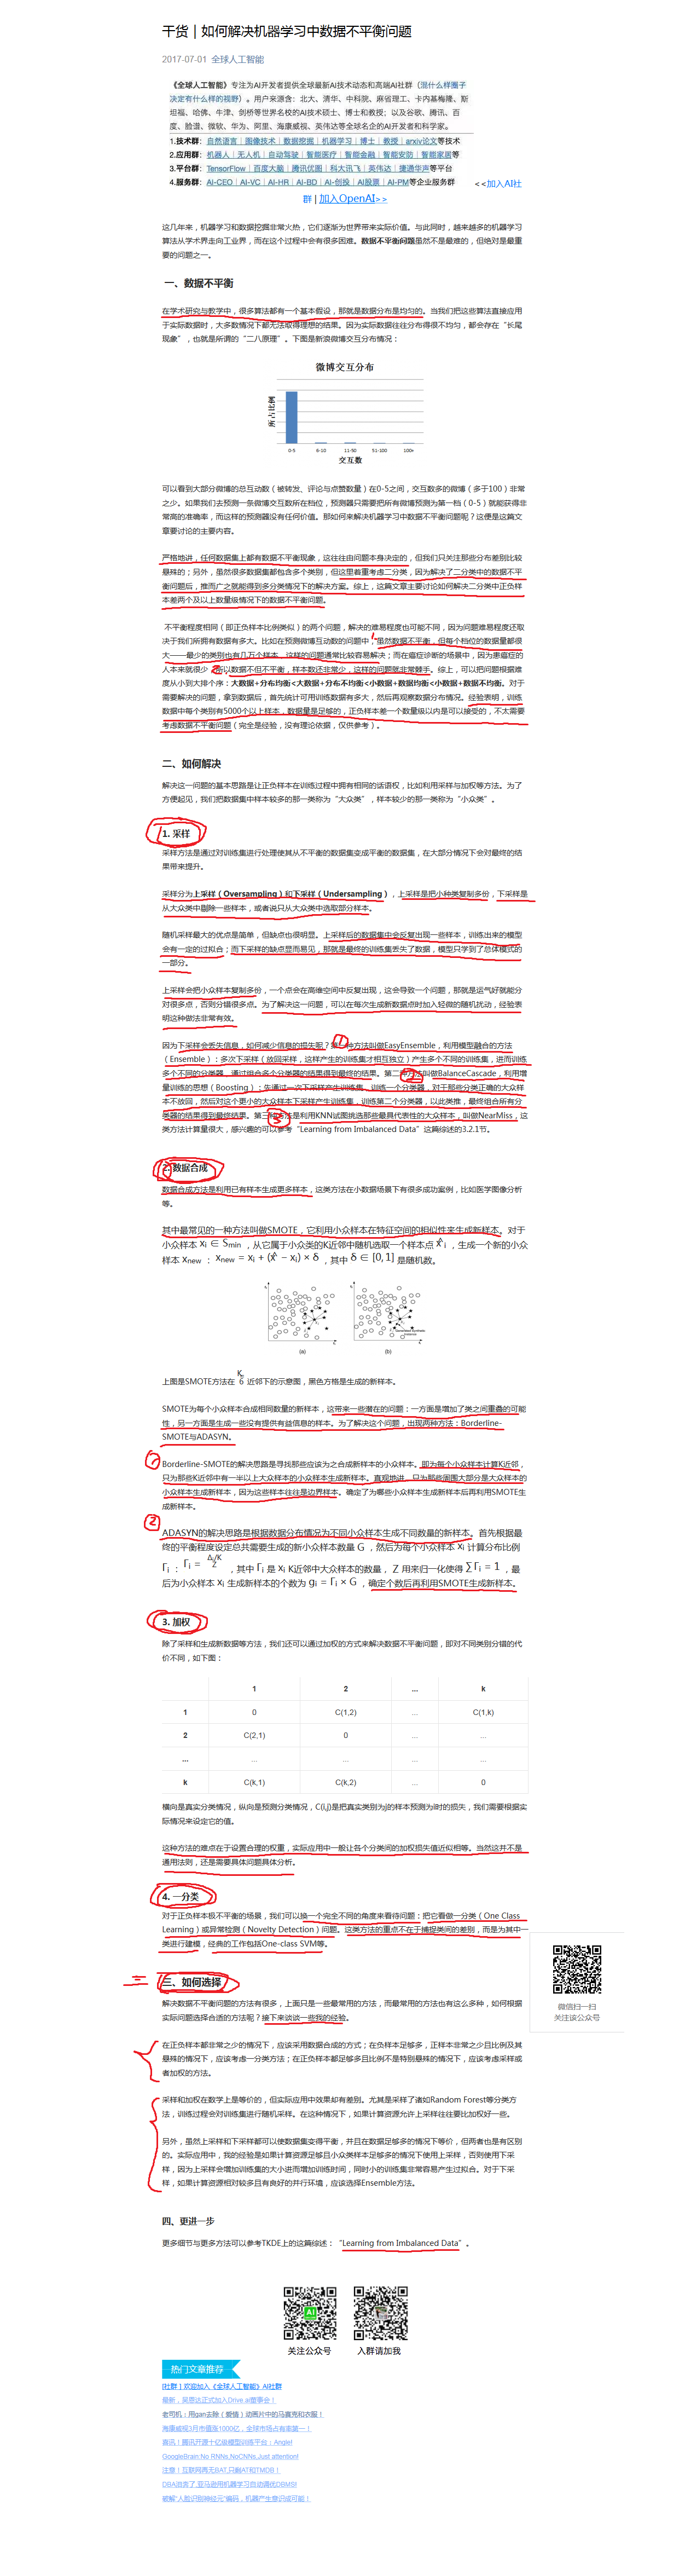 干货 | 如何解决机器学习中数据不平衡问题
2017-07-01 全球人工智能
《全球人工智能》专注为AI开发者提供全球最新AI技术动态和高端AI社群（混什么样圈子
决定有什么样的视野）。用户来源含：北大、清华、中科院、麻省理工、卡内基梅隆、斯
坦福、哈佛、牛津、剑桥等世界名校的AI技术硕士、博士和教授；以及谷歌、腾讯、百
度、脸谱、微软、华为、阿里、海康威视、英伟达等全球名企的AI开发者和科学家。
1.技术群：自然语言｜图像技术｜数据挖掘｜机器学习｜博士｜教授｜arxiv论文等技术
2.应用群：机器人｜无人机｜自动驾驶｜智能医疗｜智能金融｜智能安防｜智能家居等
3.平台群：TensorFlow｜百度大脑｜腾讯优图｜科大讯飞｜英伟达｜捷通华声等平台
4.服务群：AI-CEO｜AI-VC｜AI-HR｜AI-BD｜AI-创投｜AI股票｜AI-PM等企业服务群 <<加入AI社
群 | 加入OpenAI>>
这几年来，机器学习和数据挖掘非常火热，它们逐渐为世界带来实际价值。与此同时，越来越多的机器学习
算法从学术界走向工业界，而在这个过程中会有很多困难。数据不平衡问题虽然不是最难的，但绝对是最重
要的问题之一。
一、数据不平衡
在学术研究与教学中，很多算法都有一个基本假设，那就是数据分布是均匀的。当我们把这些算法直接应用
于实际数据时，大多数情况下都无法取得理想的结果。因为实际数据往往分布得很不均匀，都会存在“长尾
现象”，也就是所谓的“二八原理”。下图是新浪微博交互分布情况：
微博交互分布
所占比例
0-5 6-10 11-50 51-100 100+
交互数
可以看到大部分微博的总互动数（被转发、评论与点赞数量）在0-5之间，交互数多的微博（多于100）非常
之少。如果我们去预测一条微博交互数所在档位，预测器只需要把所有微博预测为第一档（0-5）就能获得非
常高的准确率，而这样的预测器没有任何价值。那如何来解决机器学习中数据不平衡问题呢？这便是这篇文
章要讨论的主要内容。
严格地讲，任何数据集上都有数据不平衡现象，这往往由问题本身决定的，但我们只关注那些分布差别比较
悬殊的；另外，虽然很多数据集都包含多个类别，但这里着重考虑二分类，因为解决了二分类中的数据不平
衡问题后，推而广之就能得到多分类情况下的解决方案。综上，这篇文章主要讨论如何解决二分类中正负样
本差两个及以上数量级情况下的数据不平衡问题。
不平衡程度相同（即正负样本比例类似）的两个问题，解决的难易程度也可能不同，因为问题难易程度还取
决于我们所拥有数据有多大。比如在预测微博互动数的问题中，虽然数据不平衡，但每个档位的数据量都很
大——最少的类别也有几万个样本，这样的问题通常比较容易解决；而在癌症诊断的场景中，因为患癌症的
人本来就很少，所以数据不但不平衡，样本数还非常少，这样的问题就非常棘手。综上，可以把问题根据难
度从小到大排个序：大数据+分布均衡<大数据+分布不均衡<小数据+数据均衡<小数据+数据不均衡。对于
需要解决的问题，拿到数据后，首先统计可用训练数据有多大，然后再观察数据分布情况。经验表明，训练
数据中每个类别有5000个以上样本，数据量是足够的，正负样本差一个数量级以内是可以接受的，不太需要
考虑数据不平衡问题（完全是经验，没有理论依据，仅供参考）。
二、如何解决
解决这一问题的基本思路是让正负样本在训练过程中拥有相同的话语权，比如利用采样与加权等方法。为了
方便起见，我们把数据集中样本较多的那一类称为“大众类”，样本较少的那一类称为“小众类”。
1. 采样
采样方法是通过对训练集进行处理使其从不平衡的数据集变成平衡的数据集，在大部分情况下会对最终的结
果带来提升。
采样分为上采样（Oversampling）和下采样（Undersampling），上采样是把小种类复制多份，下采样是
从大众类中剔除一些样本，或者说只从大众类中选取部分样本。
随机采样最大的优点是简单，但缺点也很明显。上采样后的数据集中会反复出现一些样本，训练出来的模型
会有一定的过拟合；而下采样的缺点显而易见，那就是最终的训练集丢失了数据，模型只学到了总体模式的
一部分。
上采样会把小众样本复制多份，一个点会在高维空间中反复出现，这会导致一个问题，那就是运气好就能分
对很多点，否则分错很多点。为了解决这一问题，可以在每次生成新数据点时加入轻微的随机扰动，经验表
明这种做法非常有效。
因为下采样会丢失信息，如何减少信息的损失呢？第一种方法叫做EasyEnsemble，利用模型融合的方法
（Ensemble）：多次下采样（放回采样，这样产生的训练集才相互独立）产生多个不同的训练集，进而训练
多个不同的分类器，通过组合多个分类器的结果得到最终的结果。第二种方法叫做BalanceCascade，利用增
量训练的思想（Boosting）：先通过一次下采样产生训练集，训练一个分类器，对于那些分类正确的大众样
本不放回，然后对这个更小的大众样本下采样产生训练集，训练第二个分类器，以此类推，最终组合所有分
类器的结果得到最终结果。第三种方法是利用KNN试图挑选那些最具代表性的大众样本，叫做NearMiss，这
类方法计算量很大，感兴趣的可以参考“Learning from Imbalanced Data”这篇综述的3.2.1节。
2. 数据合成
数据合成方法是利用已有样本生成更多样本，这类方法在小数据场景下有很多成功案例，比如医学图像分析
等。
其中最常见的一种方法叫做SMOTE，它利用小众样本在特征空间的相似性来生成新样本。对于
小众样本 xi ∈ Smin ，从它属于小众类的K近邻中随机选取一个样本点 x̂i ，生成一个新的小众
样本 xnew ： xnew = xi + (x̂ − xi) × δ ，其中 δ ∈ [0, 1] 是随机数。
(a) (b)
上图是SMOTE方法在 K=6 近邻下的示意图，黑色方格是生成的新样本。
SMOTE为每个小众样本合成相同数量的新样本，这带来一些潜在的问题：一方面是增加了类之间重叠的可能
性，另一方面是生成一些没有提供有益信息的样本。为了解决这个问题，出现两种方法：Borderline-
SMOTE与ADASYN。
Borderline-SMOTE的解决思路是寻找那些应该为之合成新样本的小众样本。即为每个小众样本计算K近邻，
只为那些K近邻中有一半以上大众样本的小众样本生成新样本。直观地讲，只为那些周围大部分是大众样本的
小众样本生成新样本，因为这些样本往往是边界样本。确定了为哪些小众样本生成新样本后再利用SMOTE生
成新样本。
ADASYN的解决思路是根据数据分布情况为不同小众样本生成不同数量的新样本。首先根据最
终的平衡程度设定总共需要生成的新小众样本数量 G ，然后为每个小众样本 xi 计算分布比例
Γi ： Γi = Δi/K Z ，其中 Γi 是 xi K近邻中大众样本的数量， Z 用来归一化使得 ∑Γi = 1 ，最
后为小众样本 xi 生成新样本的个数为 gi = Γi × G ，确定个数后再利用SMOTE生成新样本。
3. 加权
除了采样和生成新数据等方法，我们还可以通过加权的方式来解决数据不平衡问题，即对不同类别分错的代
价不同，如下图：
1 2 ... k
1 0 C(1,2) ... C(1,k)
2 C(2,1) 0 ... ...
... ... ... ... ...
k C(k,1) C(k,2) ... 0
横向是真实分类情况，纵向是预测分类情况，C(i,j)是把真实类别为j的样本预测为i时的损失，我们需要根据实
际情况来设定它的值。
这种方法的难点在于设置合理的权重，实际应用中一般让各个分类间的加权损失值近似相等。当然这并不是
通用法则，还是需要具体问题具体分析。
4. 一分类
对于正负样本极不平衡的场景，我们可以换一个完全不同的角度来看待问题：把它看做一分类（One Class
Learning）或异常检测（Novelty Detection）问题。这类方法的重点不在于捕捉类间的差别，而是为其中一
类进行建模，经典的工作包括One-class SVM等。
微信扫一扫
关注该公众号
三、如何选择
解决数据不平衡问题的方法有很多，上面只是一些最常用的方法，而最常用的方法也有这么多种，如何根据
实际问题选择合适的方法呢？接下来谈谈一些我的经验。
在正负样本都非常之少的情况下，应该采用数据合成的方式；在负样本足够多，正样本非常之少且比例及其
悬殊的情况下，应该考虑一分类方法；在正负样本都足够多且比例不是特别悬殊的情况下，应该考虑采样或
者加权的方法。
采样和加权在数学上是等价的，但实际应用中效果却有差别。尤其是采样了诸如Random Forest等分类方
法，训练过程会对训练集进行随机采样。在这种情况下，如果计算资源允许上采样往往要比加权好一些。
另外，虽然上采样和下采样都可以使数据集变得平衡，并且在数据足够多的情况下等价，但两者也是有区别
的。实际应用中，我的经验是如果计算资源足够且小众类样本足够多的情况下使用上采样，否则使用下采
样，因为上采样会增加训练集的大小进而增加训练时间，同时小的训练集非常容易产生过拟合。对于下采
样，如果计算资源相对较多且有良好的并行环境，应该选择Ensemble方法。
四、更进一步
更多细节与更多方法可以参考TKDE上的这篇综述：“Learning from Imbalanced Data”。
关注公众号 入群请加我
热门文章推荐
[社群 ] 欢迎加入《全球人工智能》AI社群
最新，吴恩达正式加入Drive.ai董事会！
老司机：用gan去除（爱情）动画片中的马赛克和衣服！
海康威视3月市值涨1000亿，全球市场占有率第一！
喜讯！腾讯开源十亿级模型训练平台：Angle!
GoogleBrain:No RNNs,NoCNNs,Just attention!
注意！互联网再无BAT,只剩AT和TMDB！
DBA没含了,亚马逊用机器学习自动调优DBMS!!
破解“人脸识别神经元”编码，机器产生意识成可能！